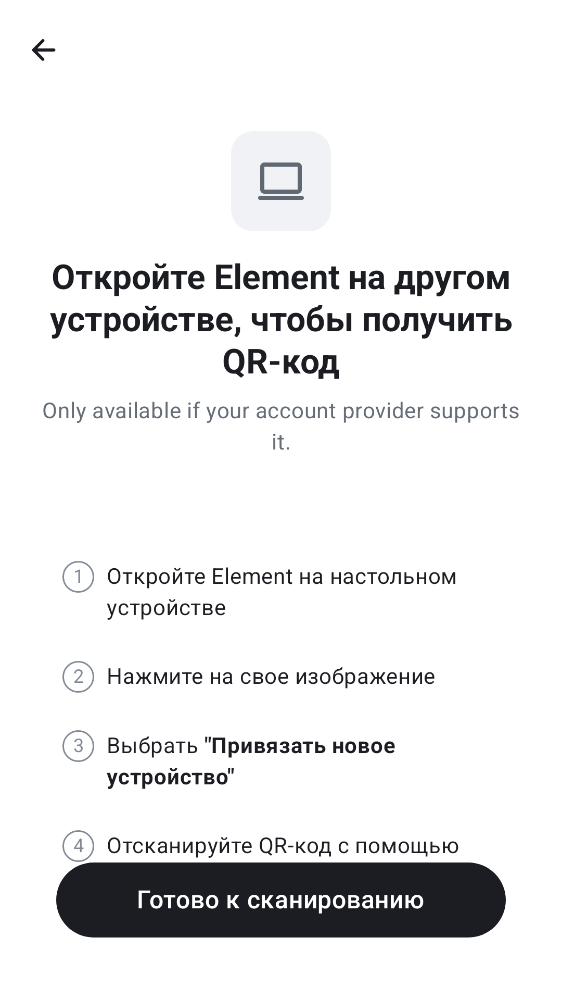 Откройте Element на другом
устройстве, чтобы получить
QR-код
Only available if your account provider supports
it.
1 Откройте Element на настольном
устройстве
2 Нажмите на свое изображение
3 Выбрать "Привязать новое
устройство"
4 Отсканируйте QR-код с помощью
Готово к сканированию